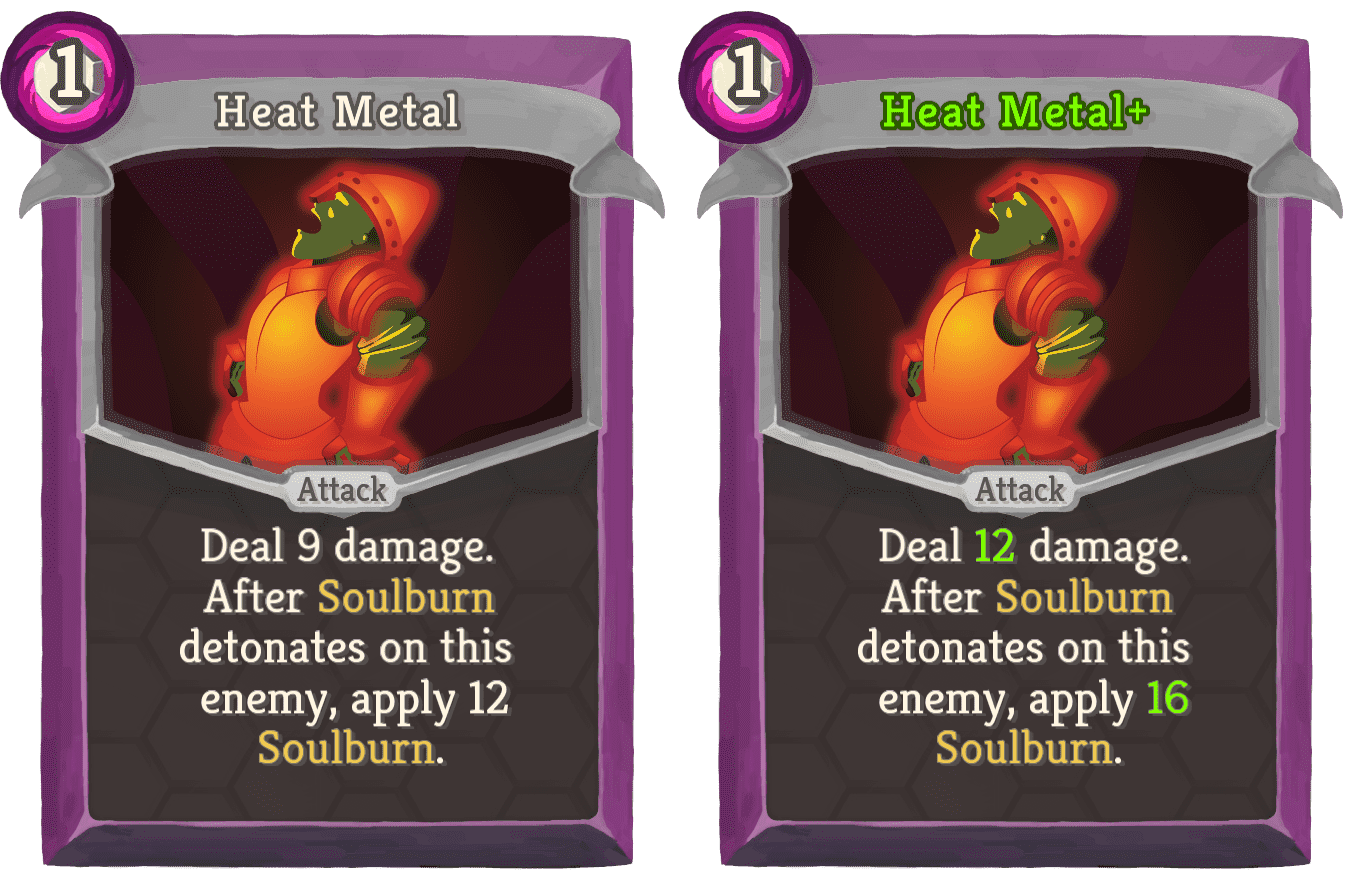 1
Heat Metal
Attack
Deal 9 damage.
After Soulburn
detonates on this
enemy, apply 12
Soulburn.
1
Heat Metal+
Attack
Deal 12 damage.
After Soulburn
detonates on this
enemy, apply 16
Soulburn.